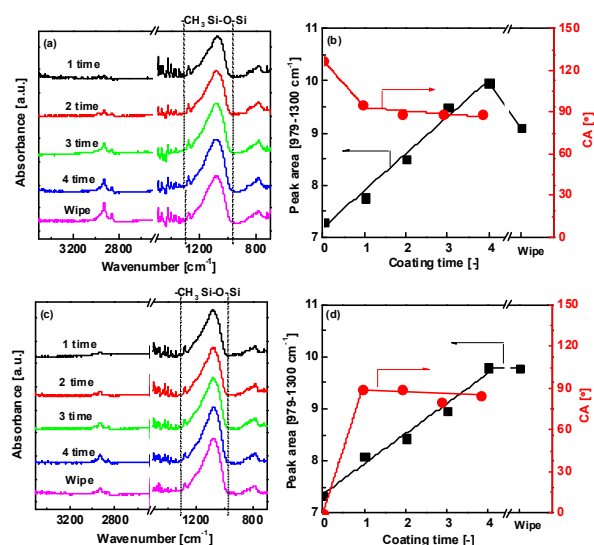 -CH3 Si-O-Si
(a)
1 time
2 time
3 time
4 time
Wipe
Absorbance [a.u.]
3200 2800 1200 800
Wavenumber [cm-1]
(b)
11
10
9
8
7
Peak area [979-1300 cm-1]
150
120
90
60
30
0
CA [°]
0 1 2 3 4 Wipe
Coating time [-]
-CH3 Si-O-Si
(c)
1 time
2 time
3 time
4 time
Wipe
Absorbance [a.u.]
3200 2800 1200 800
Wavenumber [cm-1]
(d)
11
10
9
8
7
Peak area [979-1300 cm-1]
150
120
90
60
30
0
CA [°]
0 1 2 3 4 Wipe
Coating time [-]